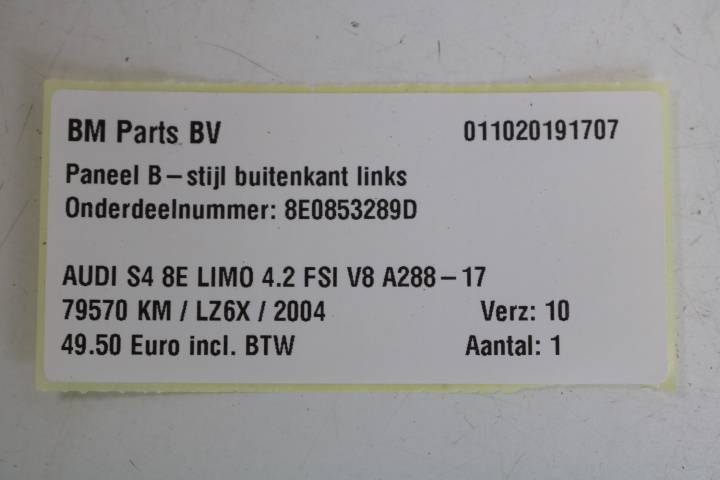 BM Parts BV 011020191707
Paneel B-stijl buitenkant links
Onderdeelnummer: 8E0853289D
AUDI S4 8E LIMO 4.2 FSI V8 A288-17
79570 KM / LZ6X / 2004 Verz: 10
49.50 Euro incl. BTW Aantal: 1